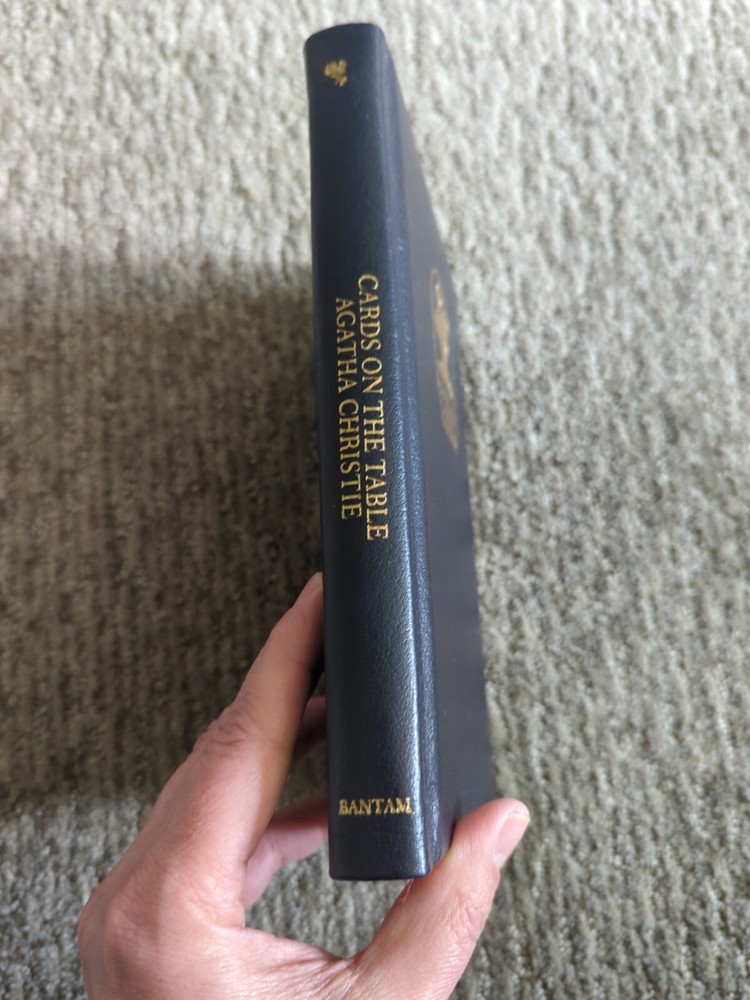 CARDS ON THE TABLE
AGATHA CHRISTIE
BANTAM